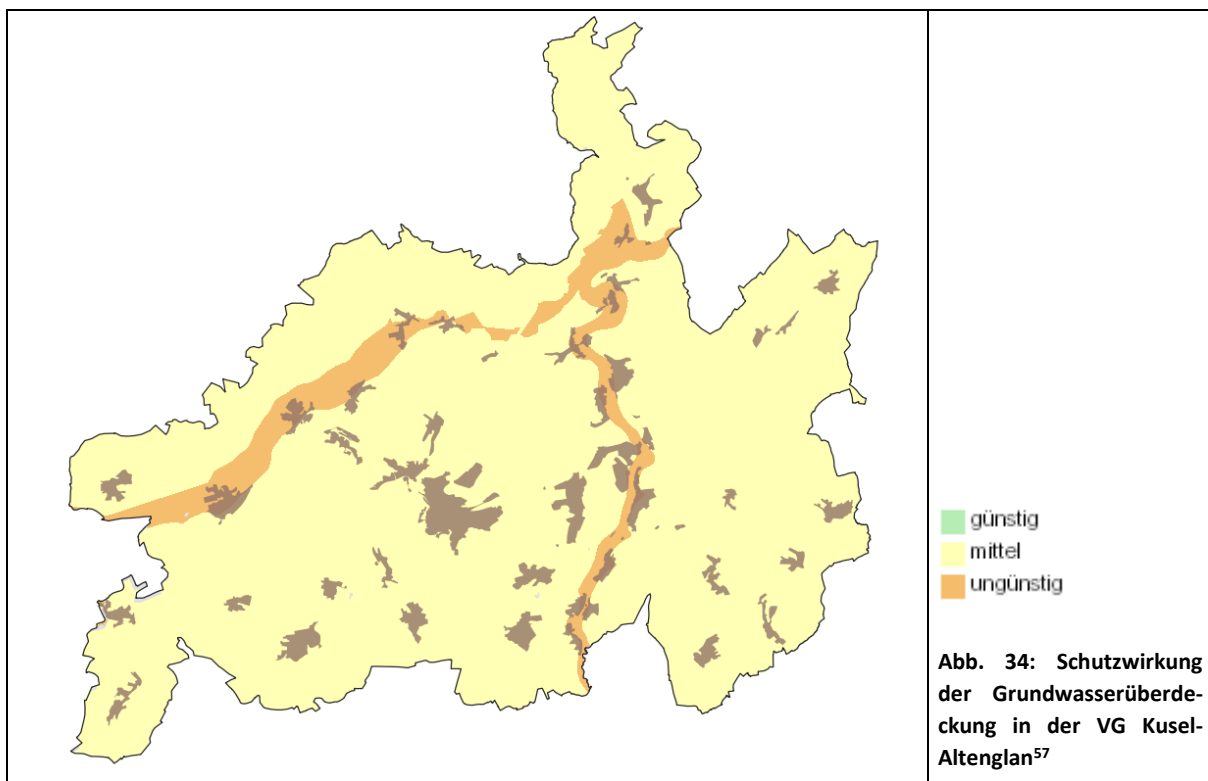 günstig
mittel
ungünstig
Abb. 34: Schutzwirkung
der Grundwasserüberde-
ckung in der VG Kusel-
Altenglan57